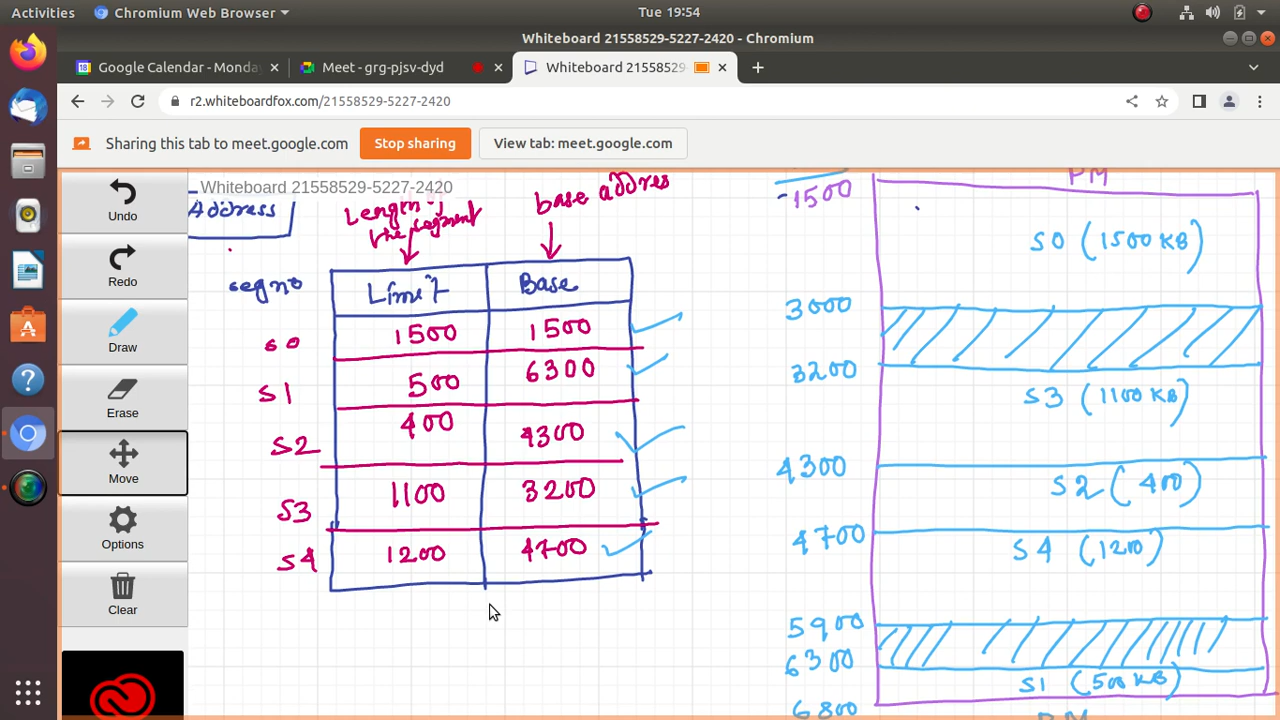 Activities
Chromium Web Browser
Tue 19:54
Whiteboard 21558529-5227-2420 - Chromium
Google Calendar - Monday
Meet - grg-pjsv-dyd
Whiteboard 21558529-5227-2420
r2.whiteboardfox.com/21558529-5227-2420
Sharing this tab to meet.google.com
Stop sharing
View tab: meet.google.com
Undo
Redo
Draw
Erase
Move
Options
Clear
Whiteboard 21558529-5227-2420
Address
Length of
the segment
base addres
segno
Limit Base
s0 1500 1500
S1 500 6300
S2 400 4300
S3 1100 3200
S4 1200 4700
PM
1500
S0 (1500 KB)
3000
3200
S3 (1100 KB)
4300
S2 (400)
4700
S4 (1200)
5900
6300
S1 (500 KB)
6800
PM